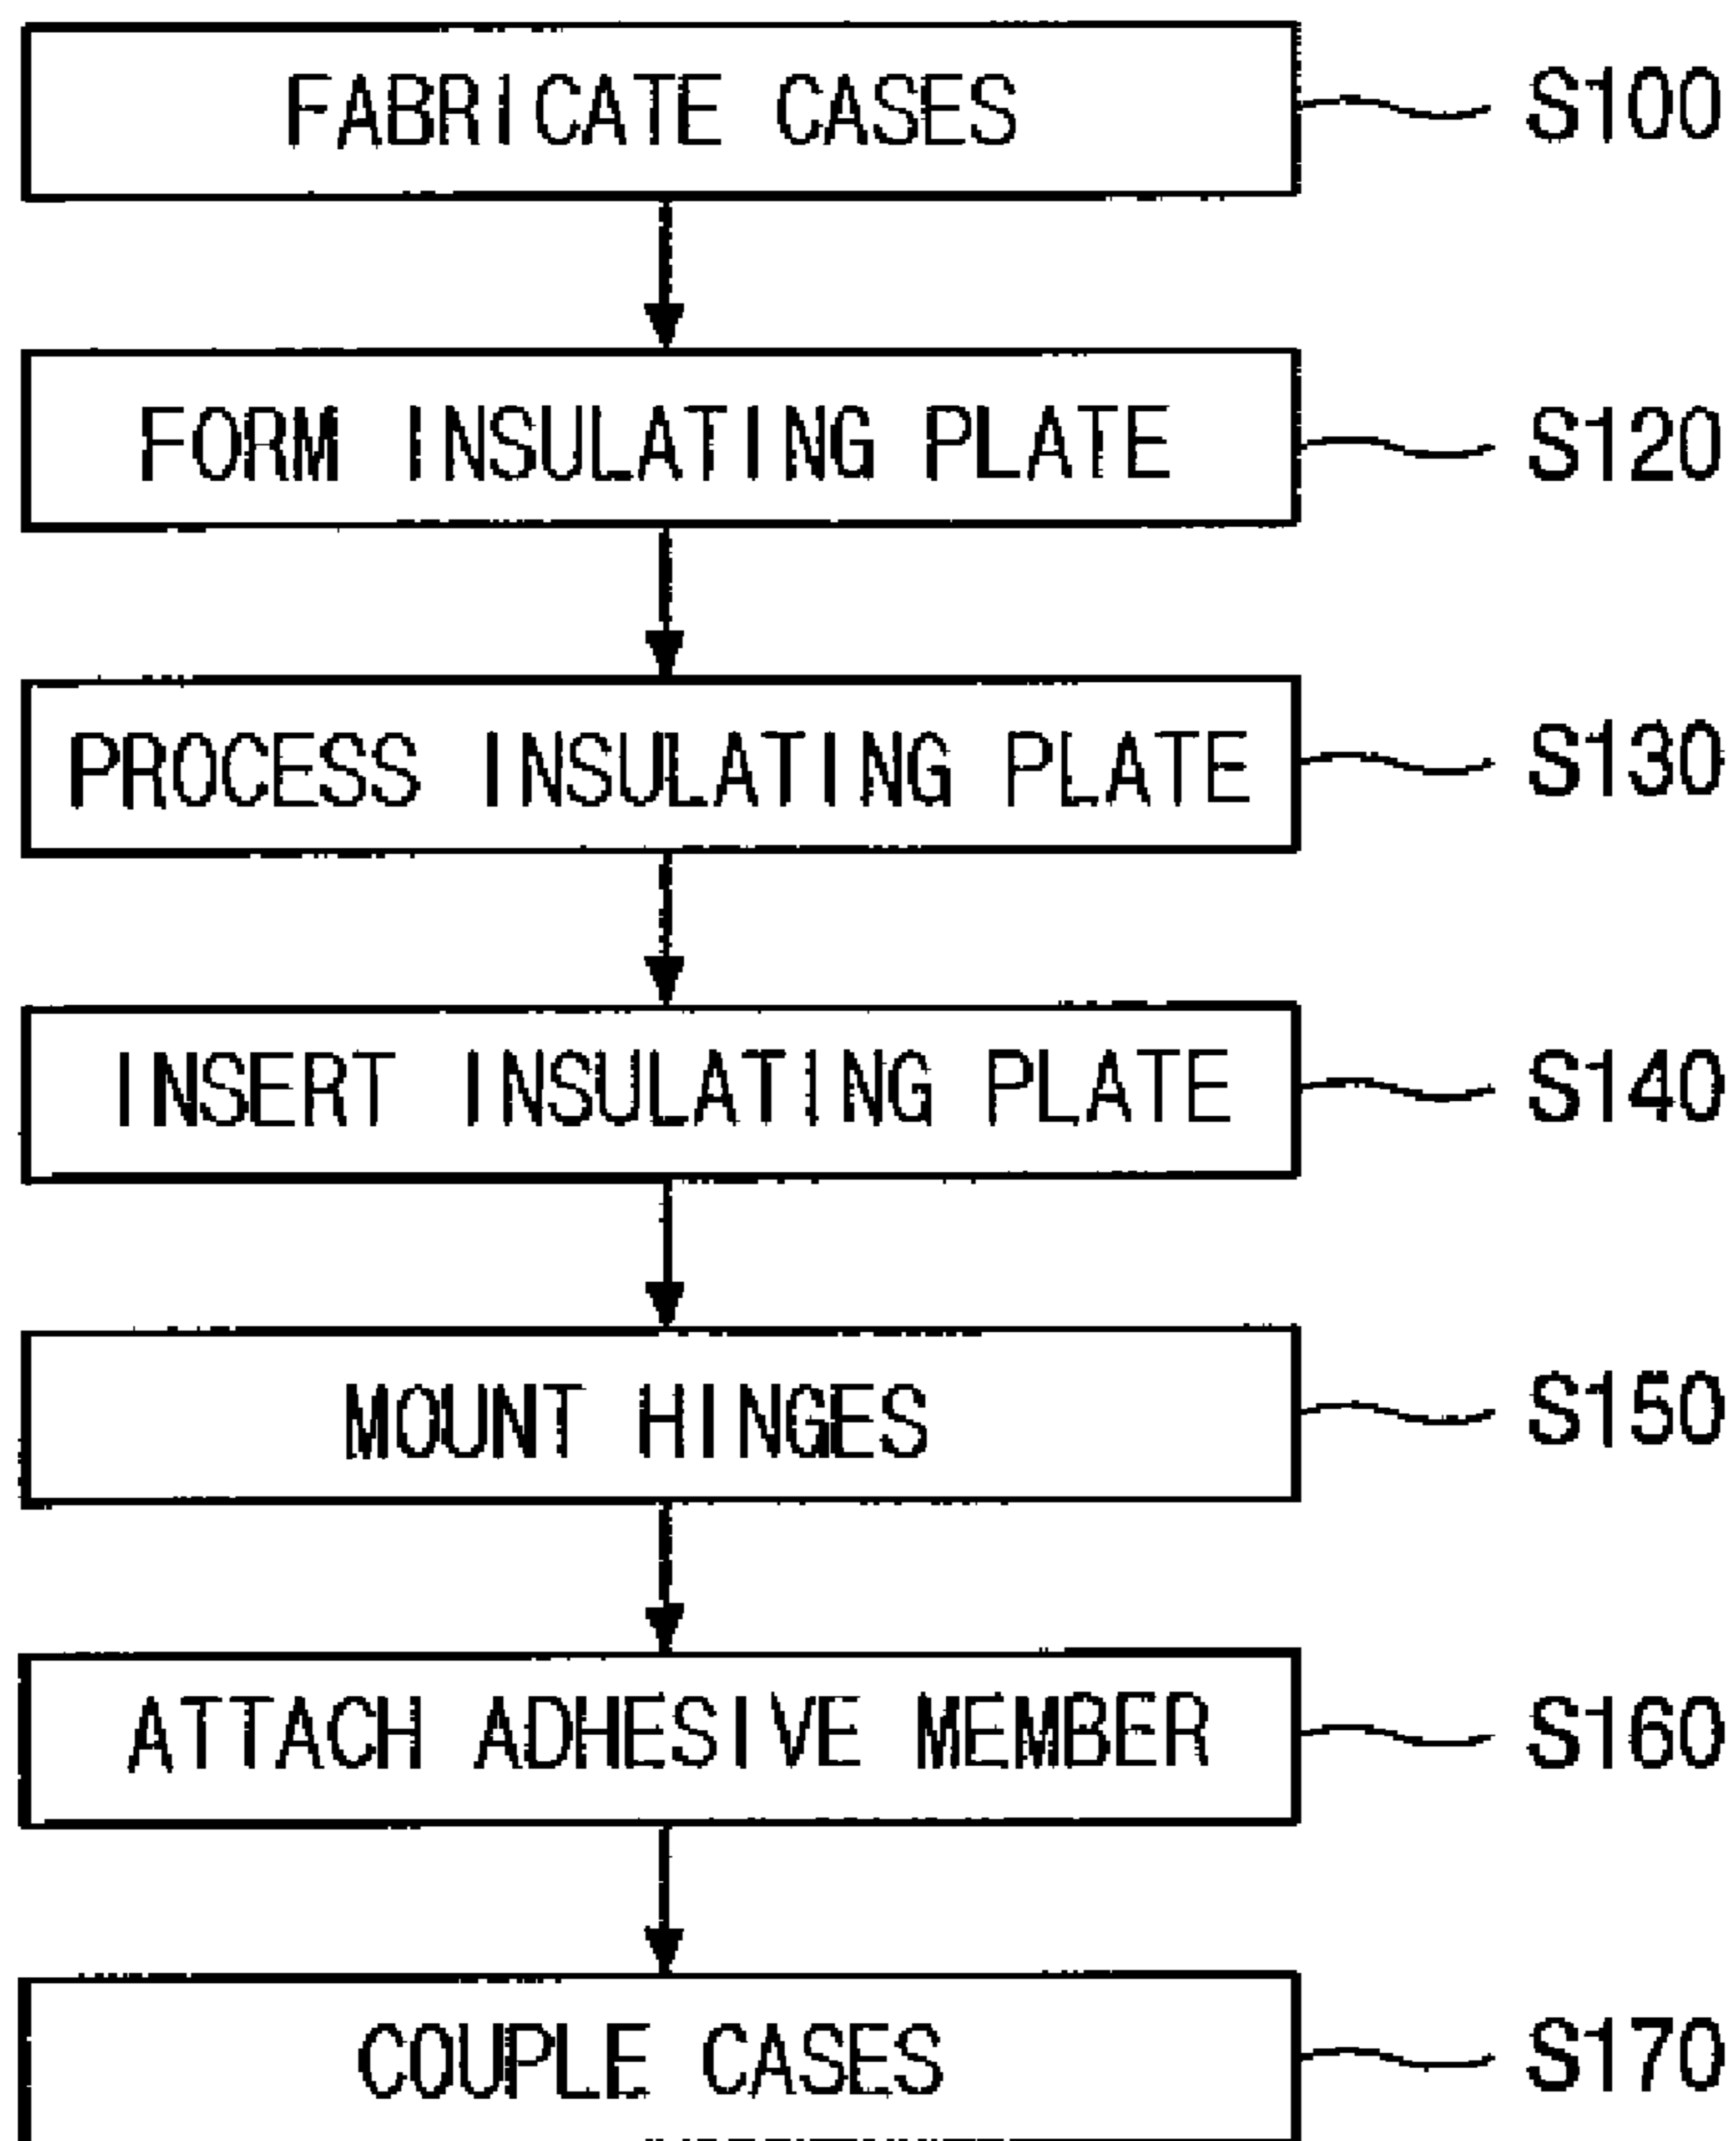 FABRICATE CASES S100
FORM INSULATING PLATE S120
PROCESS INSULATING PLATE S130
INSERT INSULATING PLATE S140
MOUNT HINGES S150
ATTACH ADHESIVE MEMBER S160
COUPLE CASES S170